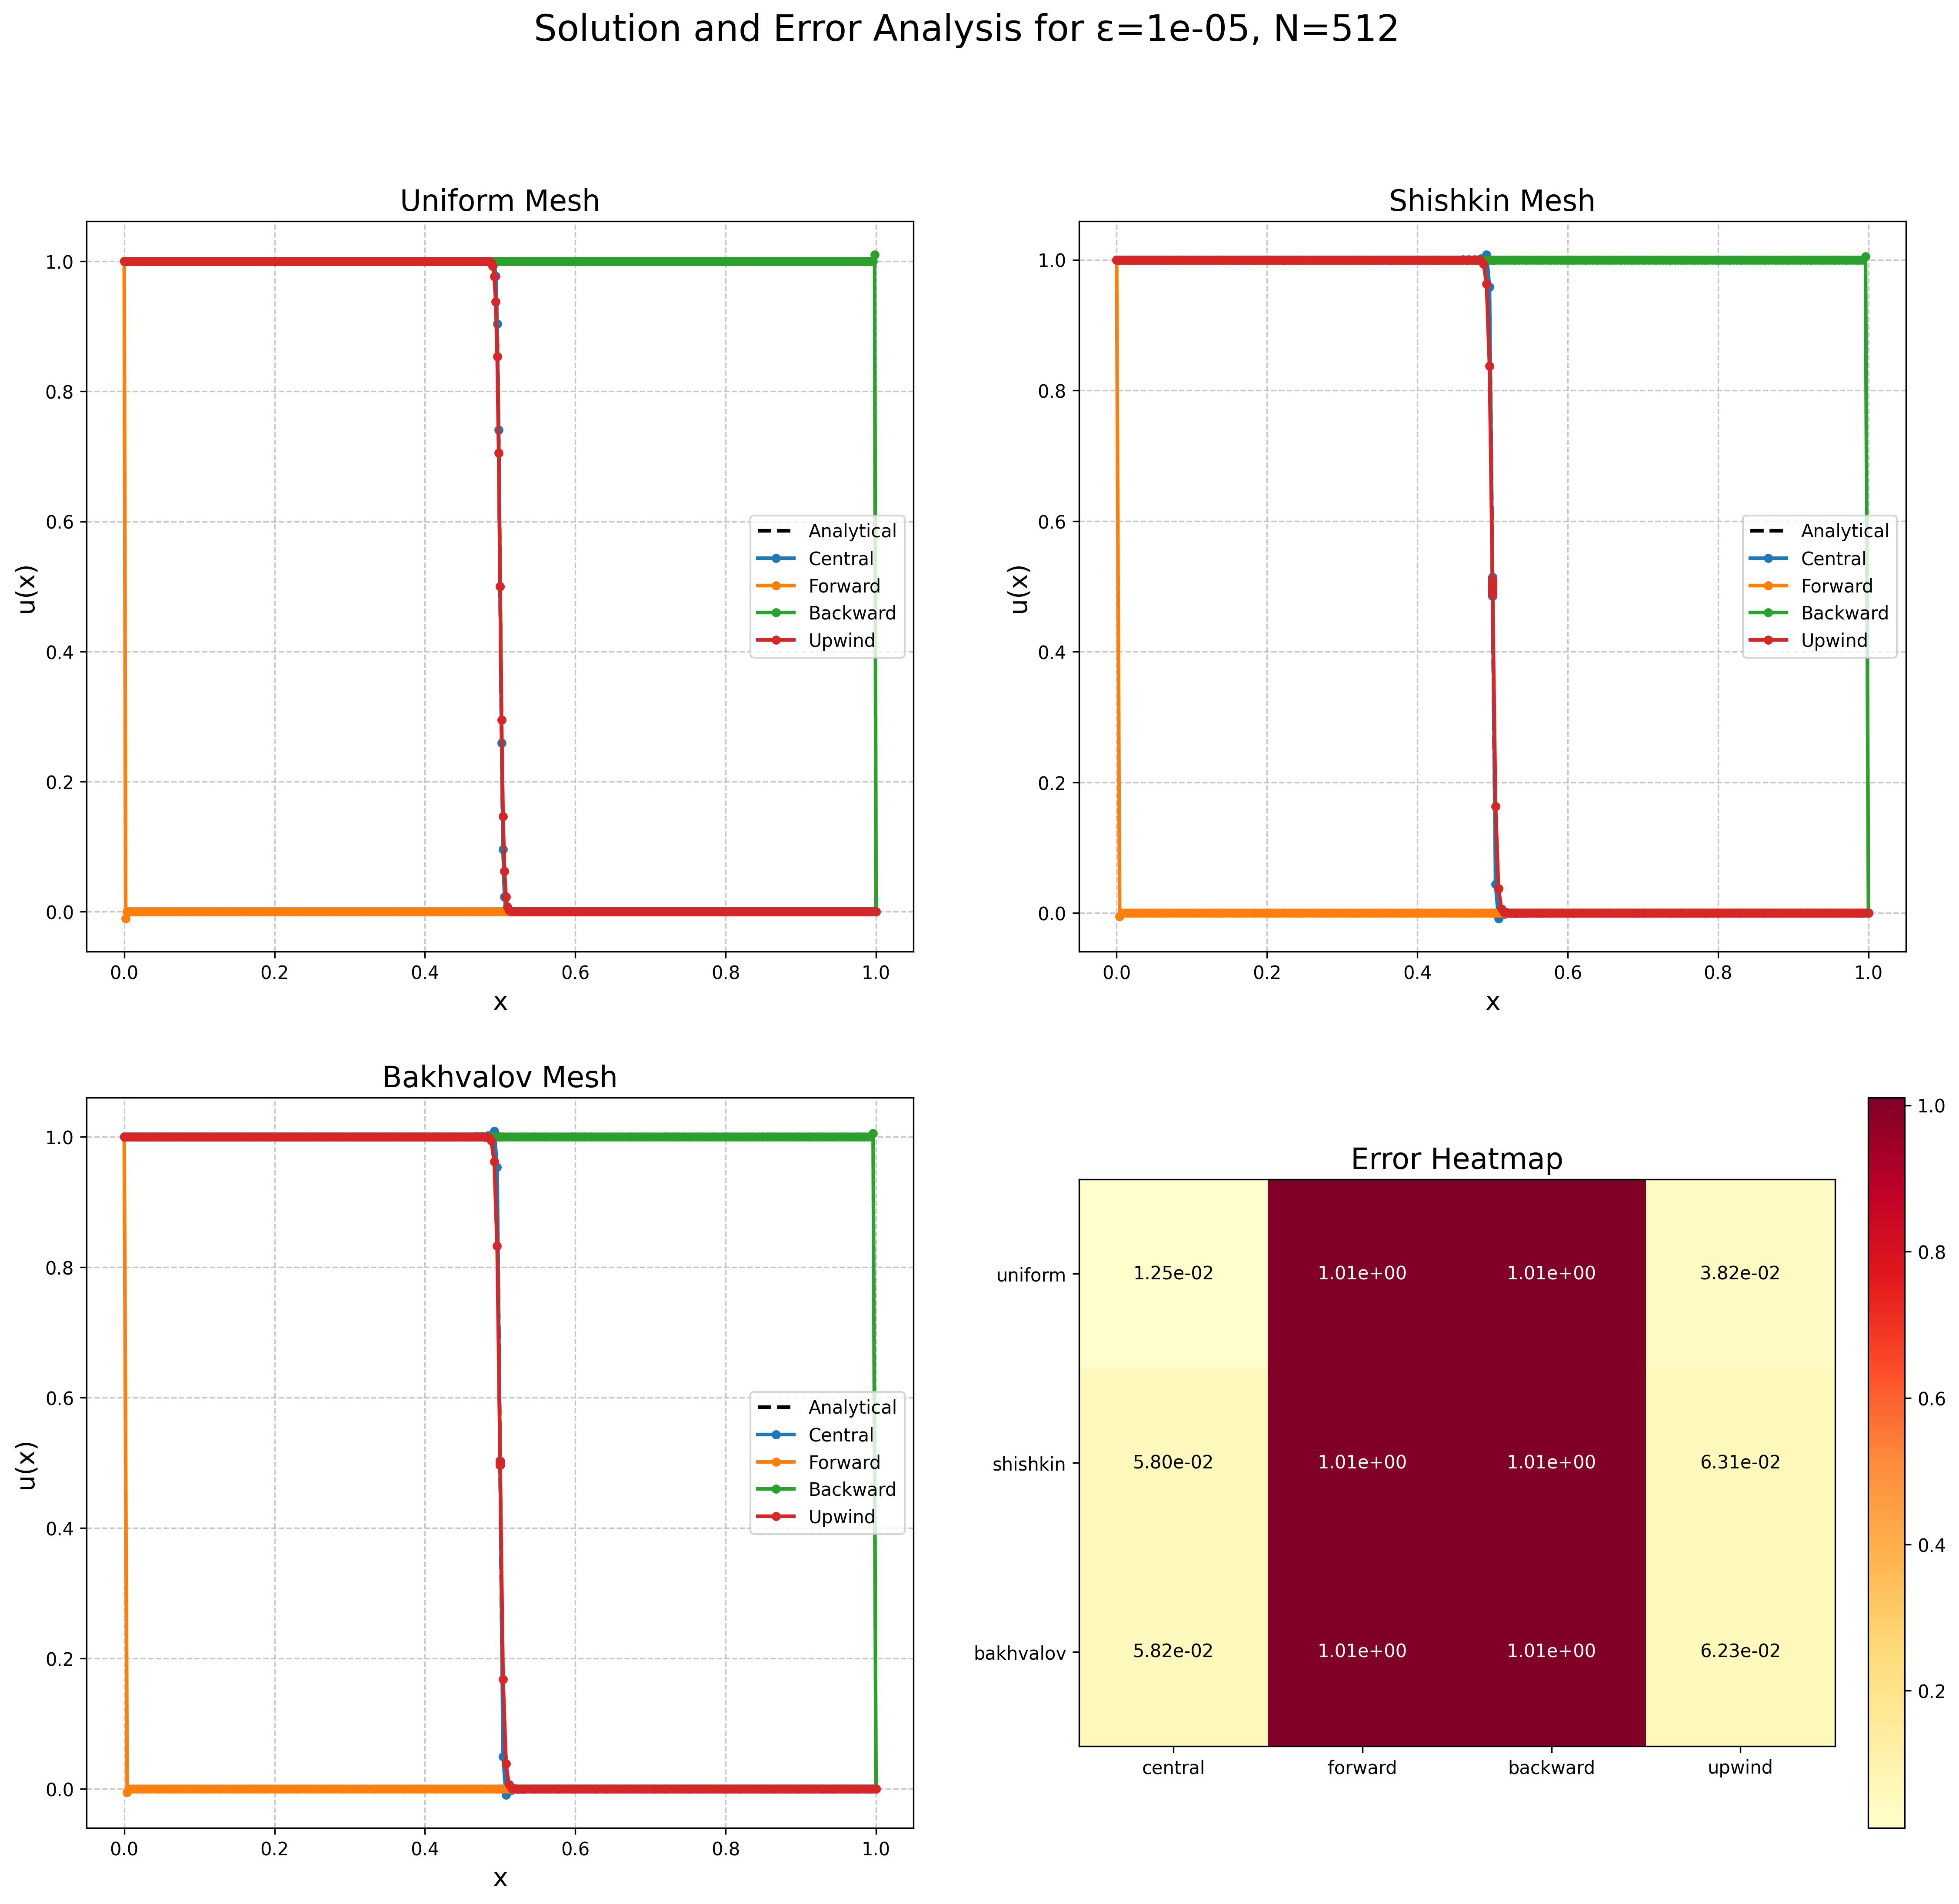 Solution and Error Analysis for ε=1e-05, N=512
Uniform Mesh
1.0
0.8
0.6
0.4
0.2
0.0
u(x)
Analytical
Central
Forward
Backward
Upwind
0.0 0.2 0.4 0.6 0.8 1.0
x
Shishkin Mesh
1.0
0.8
0.6
0.4
0.2
0.0
u(x)
Analytical
Central
Forward
Backward
Upwind
0.0 0.2 0.4 0.6 0.8 1.0
x
Bakhvalov Mesh
1.0
0.8
0.6
0.4
0.2
0.0
u(x)
Analytical
Central
Forward
Backward
Upwind
0.0 0.2 0.4 0.6 0.8 1.0
x
Error Heatmap
uniform 1.25e-02 1.01e+00 1.01e+00 3.82e-02
shishkin 5.80e-02 1.01e+00 1.01e+00 6.31e-02
bakhvalov 5.82e-02 1.01e+00 1.01e+00 6.23e-02
central forward backward upwind
1.0
0.8
0.6
0.4
0.2